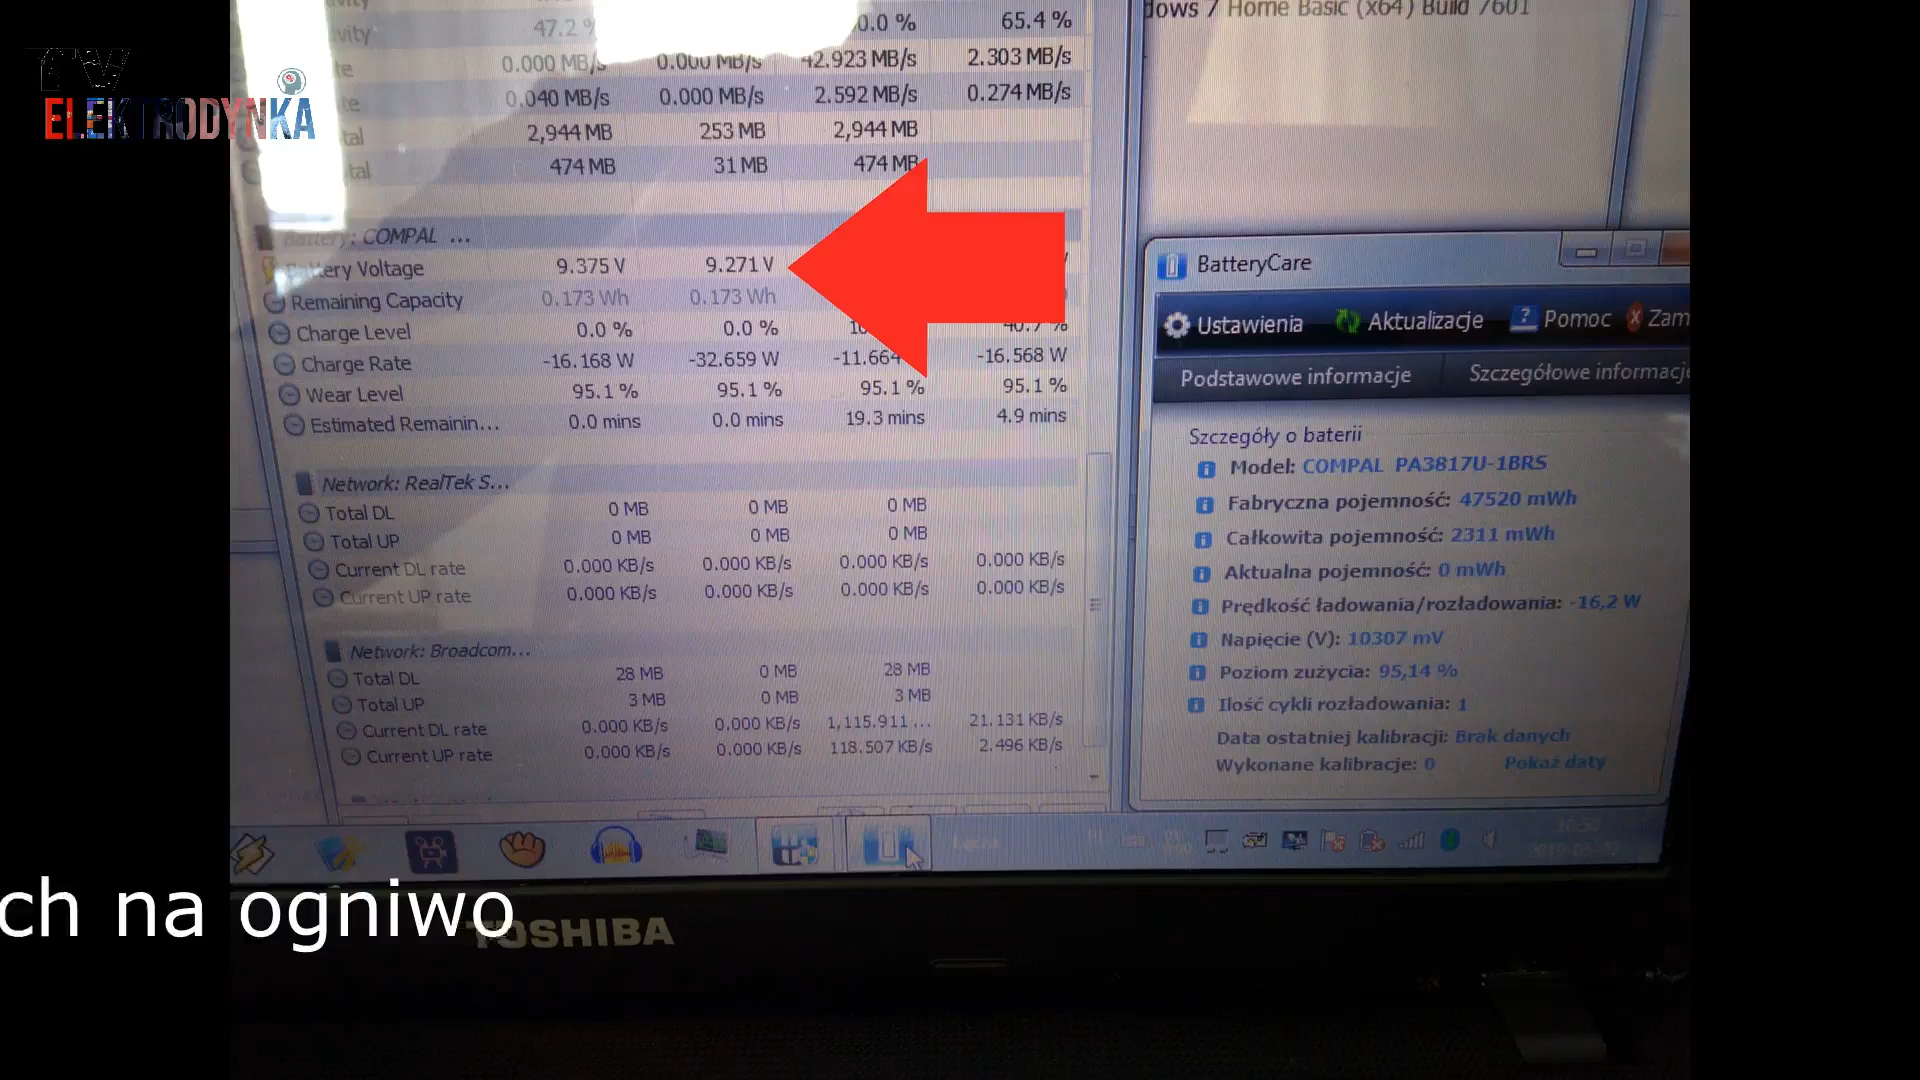 TV
ELEKTRODYNKA
47.2 % 0.0 % 65.4 %
0.000 MB/s 0.000 MB/s 42.923 MB/s 2.303 MB/s
0.040 MB/s 0.000 MB/s 2.592 MB/s 0.274 MB/s
2,944 MB 253 MB 2,944 MB
474 MB 31 MB 474 MB
Battery: COMPAL ...
Battery Voltage 9.375 V 9.271 V
Remaining Capacity 0.173 Wh 0.173 Wh
Charge Level 0.0 % 0.0 % 40.7 %
Charge Rate -16.168 W -32.659 W -11.664 -16.568 W
Wear Level 95.1 % 95.1 % 95.1 % 95.1 %
Estimated Remainin... 0.0 mins 0.0 mins 19.3 mins 4.9 mins
Network: RealTek S...
Total DL 0 MB 0 MB 0 MB
Total UP 0 MB 0 MB 0 MB
Current DL rate 0.000 KB/s 0.000 KB/s 0.000 KB/s 0.000 KB/s
Current UP rate 0.000 KB/s 0.000 KB/s 0.000 KB/s 0.000 KB/s
Network: Broadcom...
Total DL 28 MB 0 MB 28 MB
Total UP 3 MB 0 MB 3 MB
Current DL rate 0.000 KB/s 0.000 KB/s 1,115.911 ... 21.131 KB/s
Current UP rate 0.000 KB/s 0.000 KB/s 118.507 KB/s 2.496 KB/s
dows 7 Home Basic (x64) Build 7601
BatteryCare
Ustawienia Aktualizacje Pomoc Zam
Podstawowe informacje Szczegółowe informacje
Szczegóły o baterii
Model: COMPAL PA3817U-1BRS
Fabryczna pojemność: 47520 mWh
Całkowita pojemność: 2311 mWh
Aktualna pojemność: 0 mWh
Prędkość ładowania/rozładowania: -16,2 W
Napięcie (V): 10307 mV
Poziom zużycia: 95,14 %
Ilość cykli rozładowania: 1
Data ostatniej kalibracji: Brak danych
Wykonane kalibracje: 0 Pokaż daty
ch na ogniwo
TOSHIBA